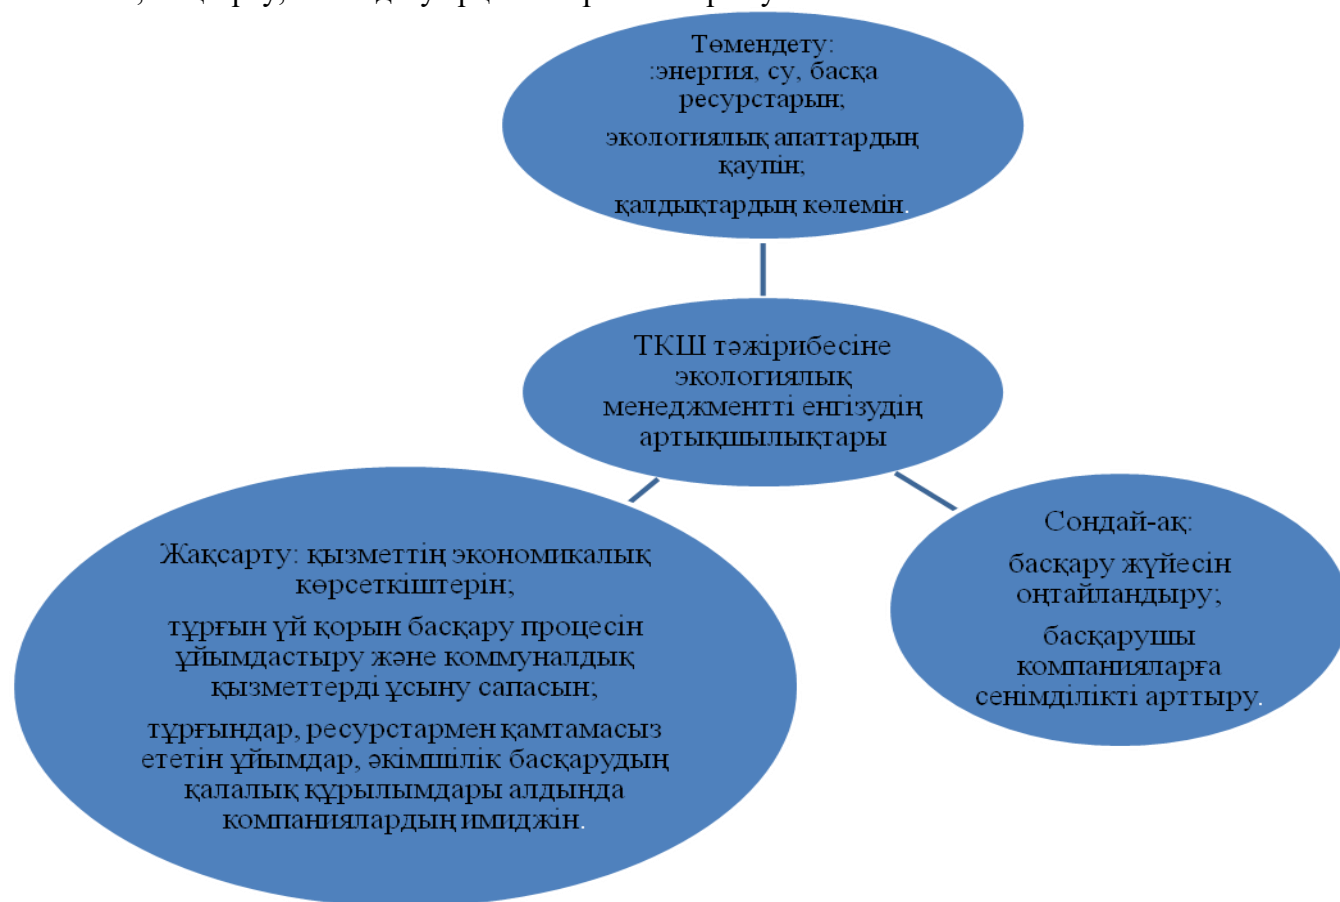 Төмендету:
:энергия, су, басқа
ресурстарын;
экологиялық апаттардың
қаупін;
қалдықтардың көлемін.
ТКШ тәжірибесіне
экологиялық
менеджментті енгізудің
артықшылықтары
Жақсарту: қызметтің экономикалық
көрсеткіштерін;
тұрғын үй қорын басқару процесін
ұйымдастыру және коммуналдық
қызметтерді ұсыну сапасын;
тұрғындар, ресурстармен қамтамасыз
ететін ұйымдар, әкімшілік басқарудың
қалалық құрылымдары алдында
компаниялардың имиджін.
Сондай-ақ:
басқару жүйесін
оңтайландыру;
басқарушы
компанияларға
сенімділікті арттыру.